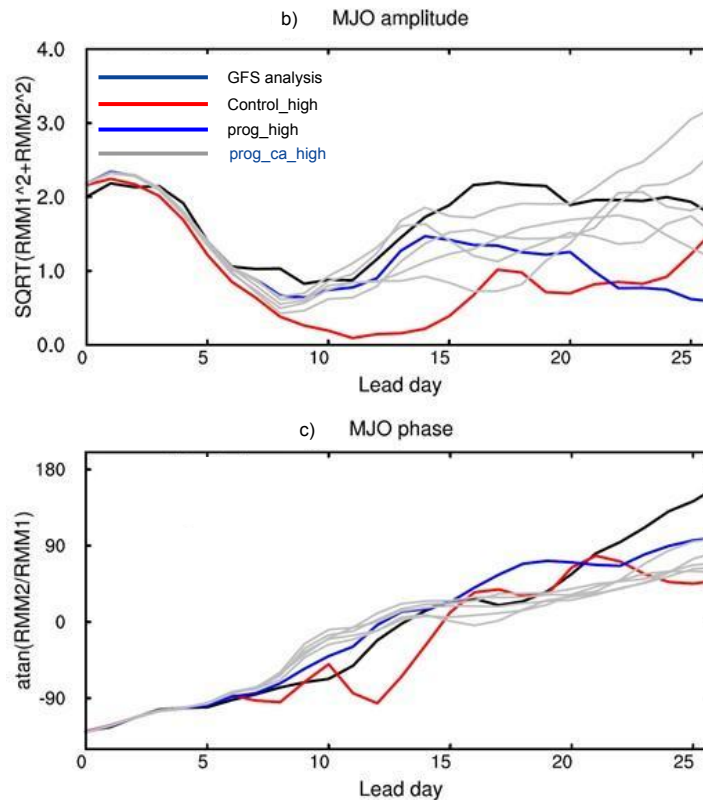 b) MJO amplitude
4.0
3.0
2.0
1.0
0.0
SQRT(RMM1^2+RMM2^2)
GFS analysis
Control_high
prog_high
prog_ca_high
0 5 10 15 20 25
Lead day
c) MJO phase
180
90
0
-90
atan(RMM2/RMM1)
0 5 10 15 20 25
Lead day